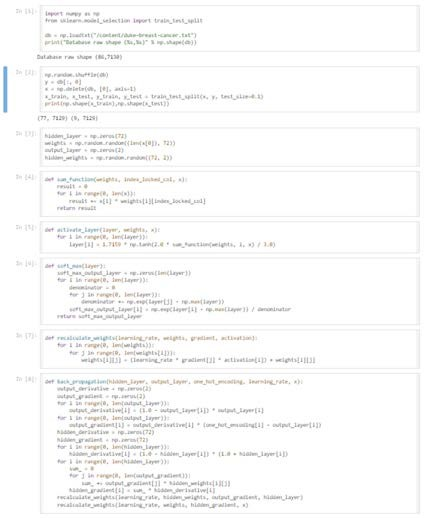 In [1]:
import numpy as np
from sklearn.model_selection import train_test_split
db = np.loadtxt("/content/duke-breast-cancer.txt")
print("Database raw shape (%s,%s)" % np.shape(db))
Database raw shape (86,7130)
In [2]:
np.random.shuffle(db)
y = db[:, 0]
x = np.delete(db, [0], axis=1)
x_train, x_test, y_train, y_test = train_test_split(x, y, test_size=0.1)
print(np.shape(x_train),np.shape(x_test))
(77, 7129) (9, 7129)
In [3]:
hidden_layer = np.zeros(72)
weights = np.random.random((len(x[0]), 72))
output_layer = np.zeros(2)
hidden_weights = np.random.random((72, 2))
In [4]:
def sum_function(weights, index_locked_col, x):
    result = 0
    for i in range(0, len(x)):
        result += x[i] * weights[i][index_locked_col]
    return result
In [5]:
def activate_layer(layer, weights, x):
    for i in range(0, len(layer)):
        layer[i] = 1.7159 * np.tanh(2.0 * sum_function(weights, i, x) / 3.0)
In [6]:
def soft_max(layer):
    soft_max_output_layer = np.zeros(len(layer))
    for i in range(0, len(layer)):
        denominator = 0
        for j in range(0, len(layer)):
            denominator += np.exp(layer[j] - np.max(layer))
        soft_max_output_layer[i] = np.exp(layer[i] - np.max(layer)) / denominator
    return soft_max_output_layer
In [7]:
def recalculate_weights(learning_rate, weights, gradient, activation):
    for i in range(0, len(weights)):
        for j in range(0, len(weights[i])):
            weights[i][j] = (learning_rate * gradient[j] * activation[i]) + weights[i][j]
In [8]:
def back_propagation(hidden_layer, output_layer, one_hot_encoding, learning_rate, x):
    output_derivative = np.zeros(2)
    output_gradient = np.zeros(2)
    for i in range(0, len(output_layer)):
        output_derivative[i] = (1.0 - output_layer[i]) * output_layer[i]
    for i in range(0, len(output_layer)):
        output_gradient[i] = output_derivative[i] * (one_hot_encoding[i] - output_layer[i])
    hidden_derivative = np.zeros(72)
    hidden_gradient = np.zeros(72)
    for i in range(0, len(hidden_layer)):
        hidden_derivative[i] = (1.0 - hidden_layer[i]) * (1.0 + hidden_layer[i])
    for i in range(0, len(hidden_layer)):
        sum_ = 0
        for j in range(0, len(output_gradient)):
            sum_ += output_gradient[j] * hidden_weights[i][j]
        hidden_gradient[i] = sum_ * hidden_derivative[i]
    recalculate_weights(learning_rate, hidden_weights, output_gradient, hidden_layer)
    recalculate_weights(learning_rate, weights, hidden_gradient, x)